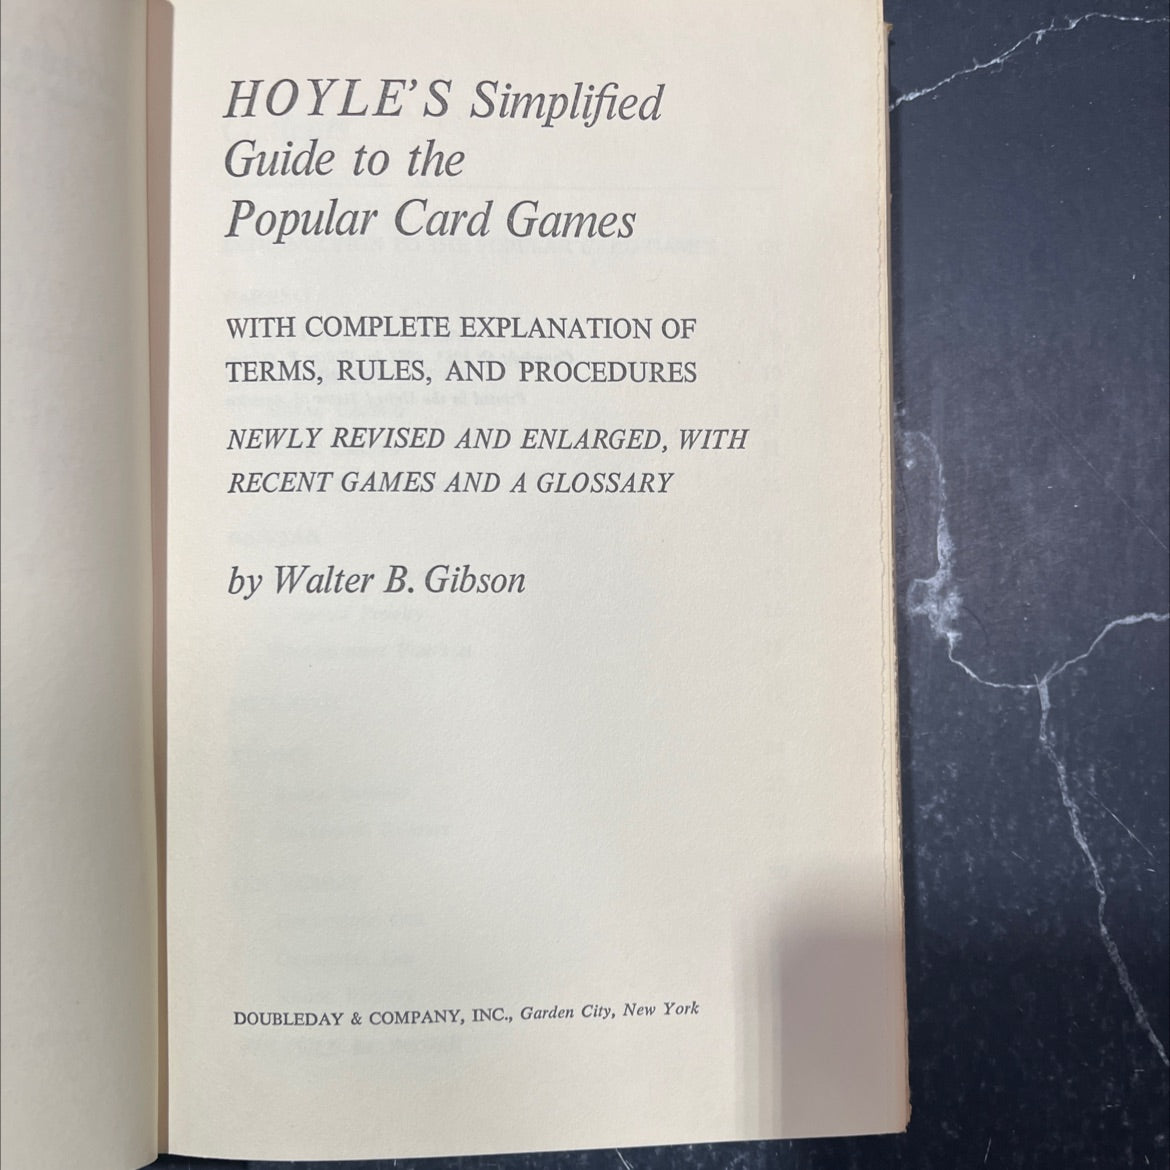 HOYLE'S Simplified
Guide to the
Popular Card Games
WITH COMPLETE EXPLANATION OF
TERMS, RULES, AND PROCEDURES
NEWLY REVISED AND ENLARGED, WITH
RECENT GAMES AND A GLOSSARY
by Walter B. Gibson
DOUBLEDAY & COMPANY, INC., Garden City, New York